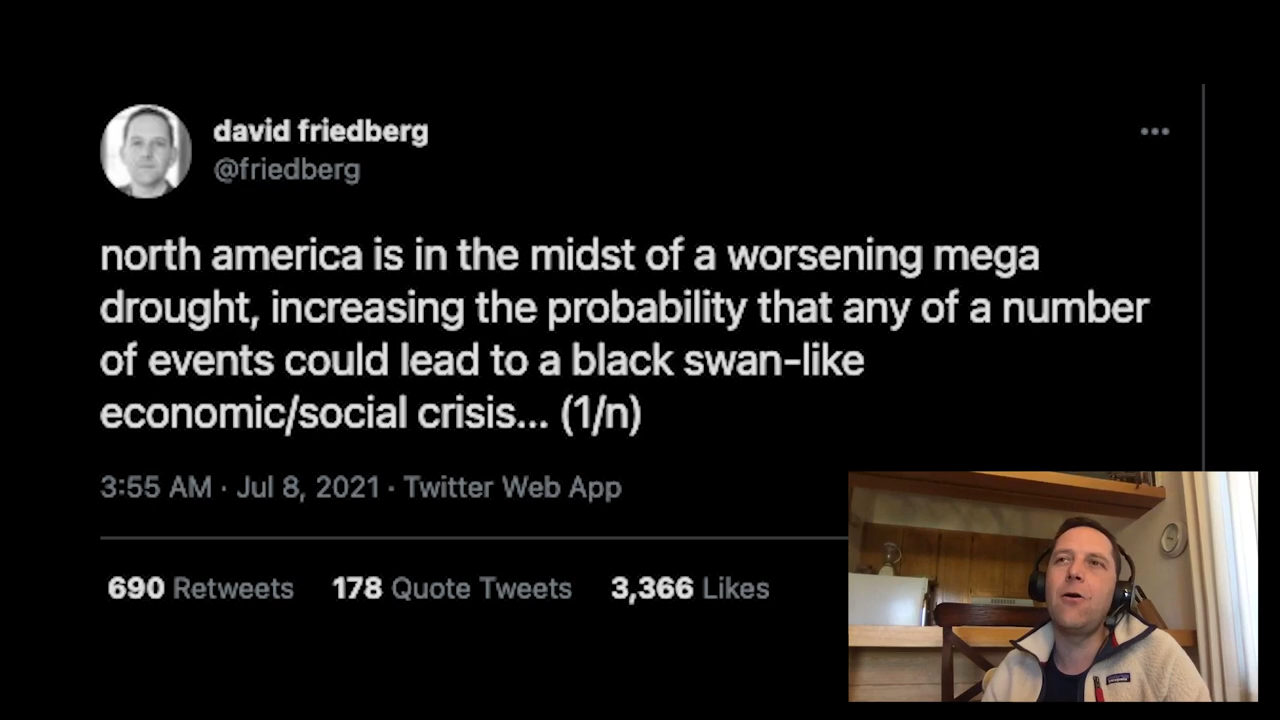 david friedberg
@friedberg
north america is in the midst of a worsening mega
drought, increasing the probability that any of a number
of events could lead to a black swan-like
economic/social crisis... (1/n)
3:55 AM · Jul 8, 2021 · Twitter Web App
690 Retweets 178 Quote Tweets 3,366 Likes